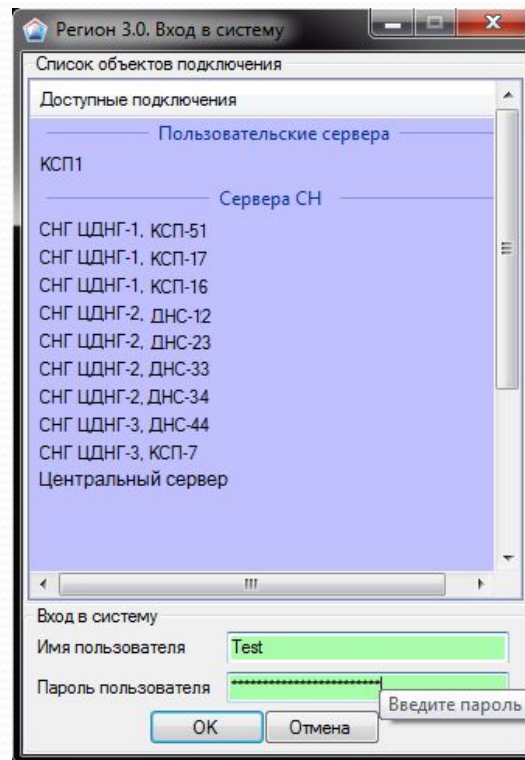 Регион 3.0. Вход в систему
Список объектов подключения
Доступные подключения
Пользовательские сервера
КСП1
Сервера СН
СНГ ЦДНГ-1, КСП-51
СНГ ЦДНГ-1, КСП-17
СНГ ЦДНГ-1, КСП-16
СНГ ЦДНГ-2, ДНС-12
СНГ ЦДНГ-2, ДНС-23
СНГ ЦДНГ-2, ДНС-33
СНГ ЦДНГ-2, ДНС-34
СНГ ЦДНГ-3, ДНС-44
СНГ ЦДНГ-3, КСП-7
Центральный сервер
Вход в систему
Имя пользователя Test
Пароль пользователя
Введите пароль
OK Отмена